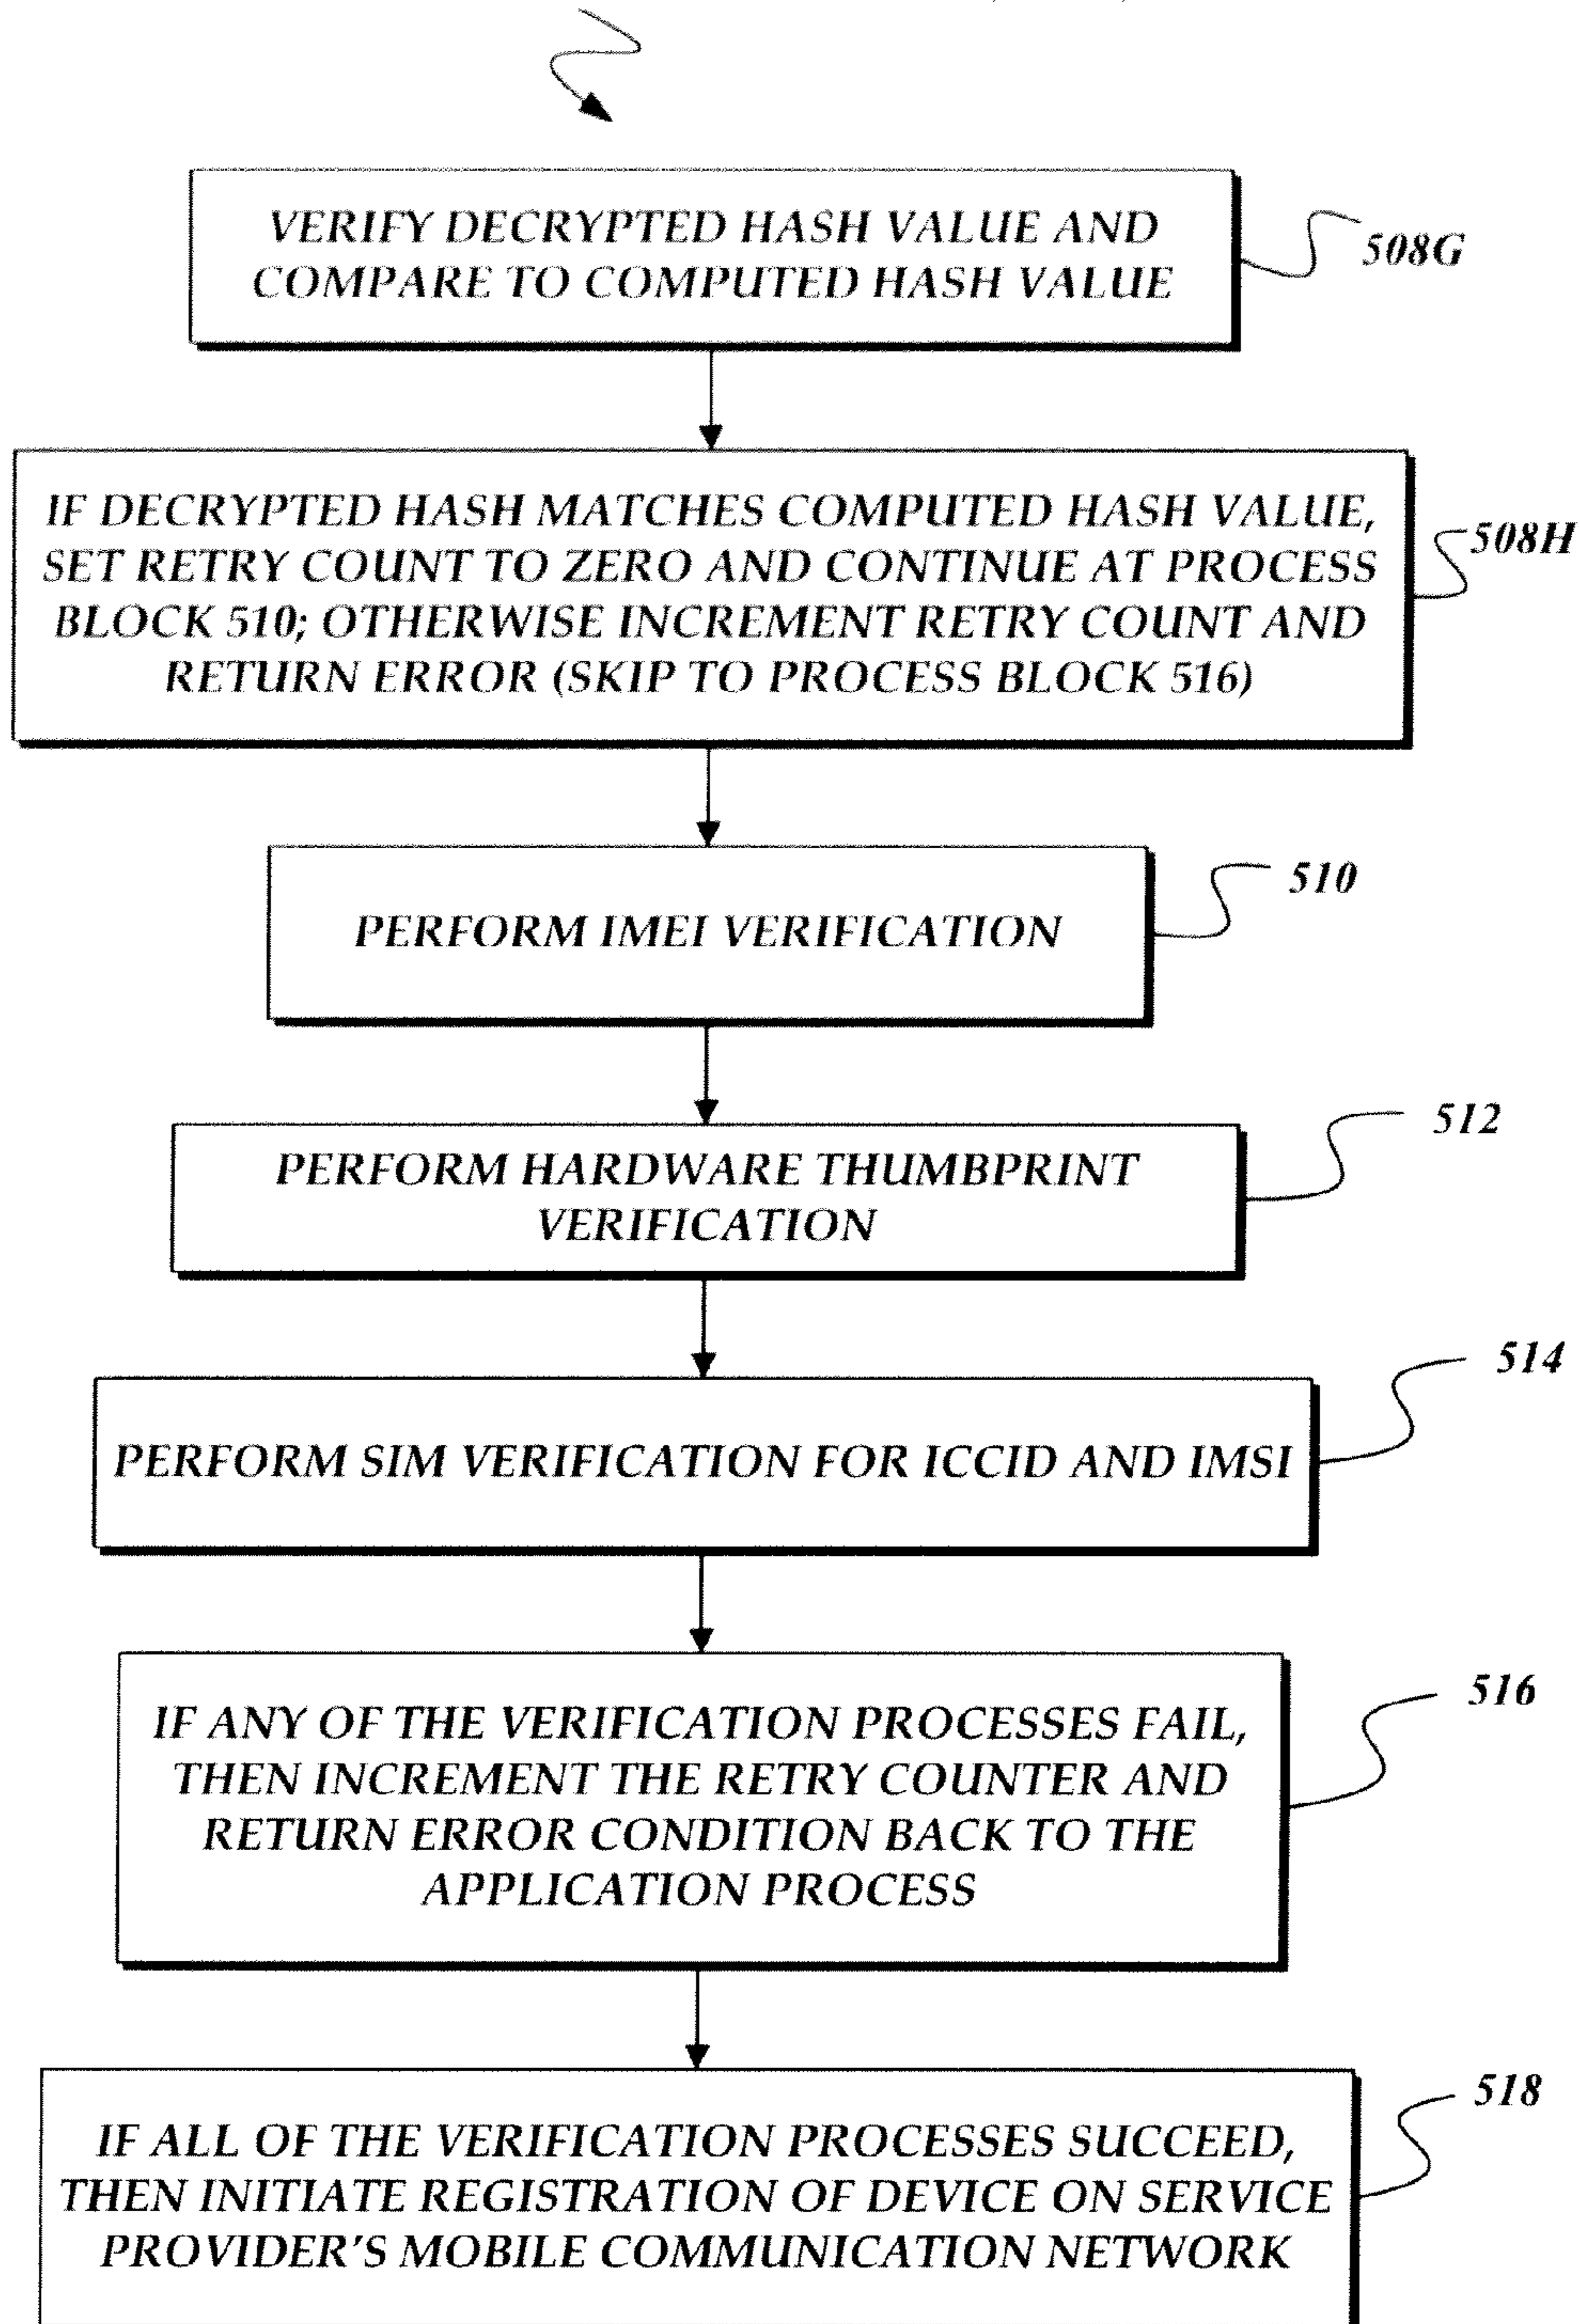 VERIFY DECRYPTED HASH VALUE AND
COMPARE TO COMPUTED HASH VALUE
508G
IF DECRYPTED HASH MATCHES COMPUTED HASH VALUE,
SET RETRY COUNT TO ZERO AND CONTINUE AT PROCESS
BLOCK 510; OTHERWISE INCREMENT RETRY COUNT AND
RETURN ERROR (SKIP TO PROCESS BLOCK 516)
508H
PERFORM IMEI VERIFICATION
510
PERFORM HARDWARE THUMBPRINT
VERIFICATION
512
PERFORM SIM VERIFICATION FOR ICCID AND IMSI
514
IF ANY OF THE VERIFICATION PROCESSES FAIL,
THEN INCREMENT THE RETRY COUNTER AND
RETURN ERROR CONDITION BACK TO THE
APPLICATION PROCESS
516
IF ALL OF THE VERIFICATION PROCESSES SUCCEED,
THEN INITIATE REGISTRATION OF DEVICE ON SERVICE
PROVIDER'S MOBILE COMMUNICATION NETWORK
518